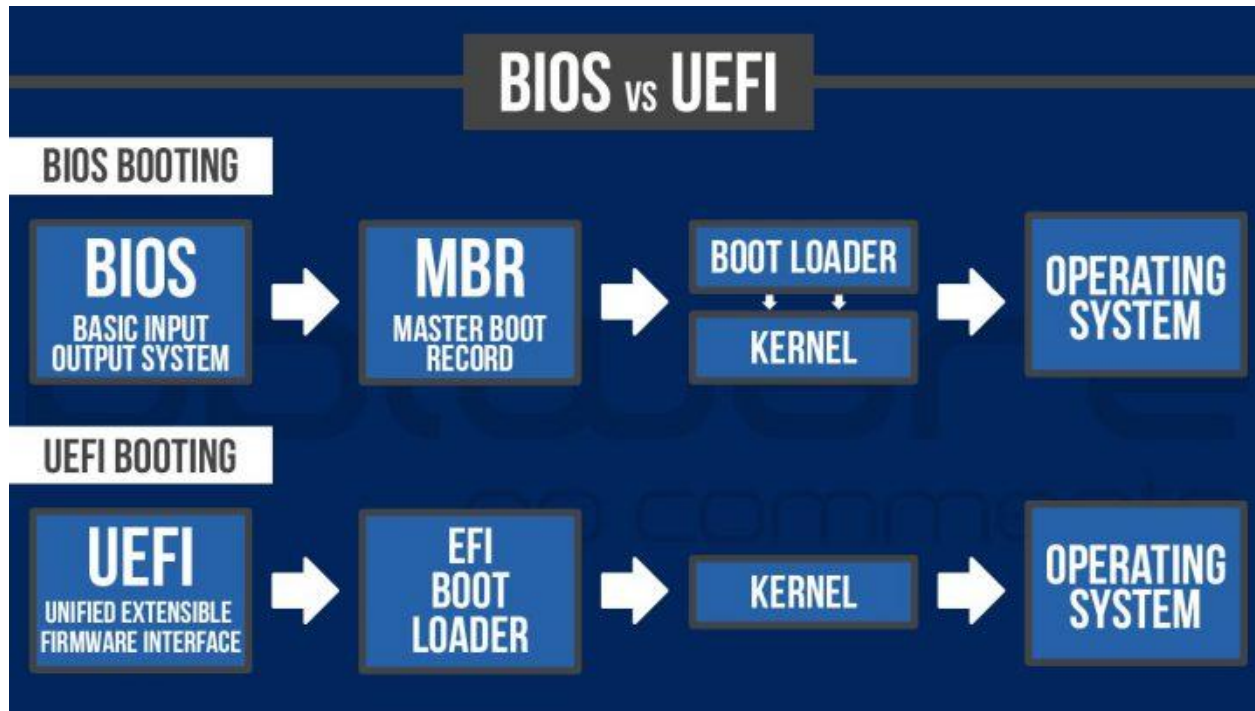 BIOS VS UEFI
BIOS BOOTING
BIOS
BASIC INPUT
OUTPUT SYSTEM
MBR
MASTER BOOT
RECORD
BOOT LOADER
KERNEL
OPERATING
SYSTEM
UEFI BOOTING
UEFI
UNIFIED EXTENSIBLE
FIRMWARE INTERFACE
EFI
BOOT
LOADER
KERNEL
OPERATING
SYSTEM